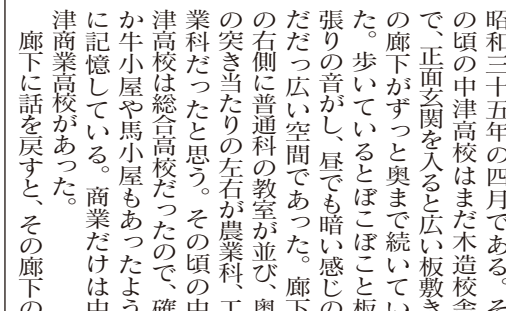 昭和三十五年の四月である。そ
の頃の中津高校はまだ木造校舎
で、正面玄関を入ると広い板敷き
の廊下がずっと奥まで続いてい
た。歩いているとぼこぼこと板
張りの音がし、昼でも暗い感じの
だだっ広い空間であった。廊下
の右側に普通科の教室が並び、奥
の突き当たりの左右が農業科、工
業科だったと思う。その頃の中
津高校は総合高校だったので、確
か牛小屋や馬小屋もあったよう
に記憶している。商業だけは中
津商業高校があった。
廊下に話を戻すと、その廊下の